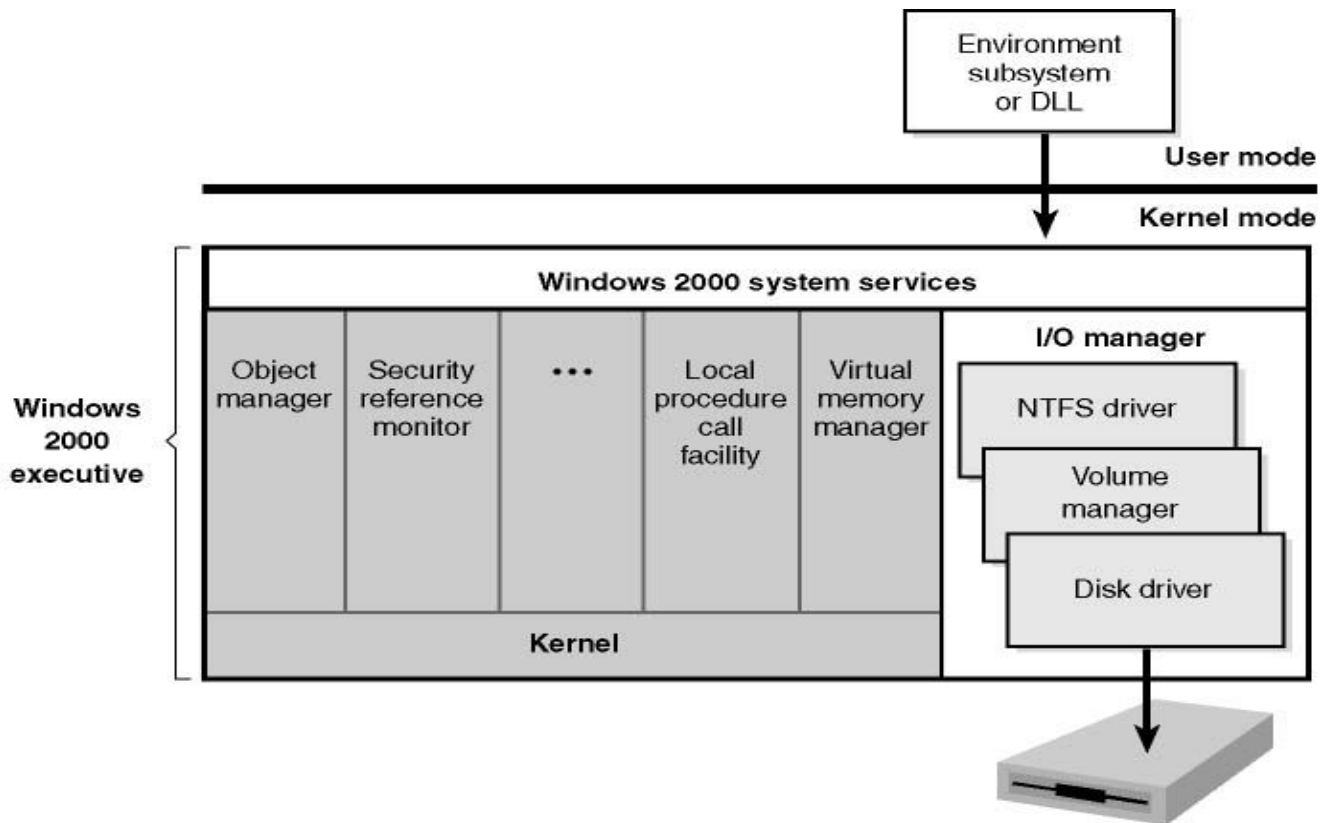 Environment
subsystem
or DLL
User mode
Kernel mode
Windows 2000 system services
Windows
2000
executive
Object
manager
Security
reference
monitor
...
Local
procedure
call
facility
Virtual
memory
manager
Kernel
I/O manager
NTFS driver
Volume
manager
Disk driver